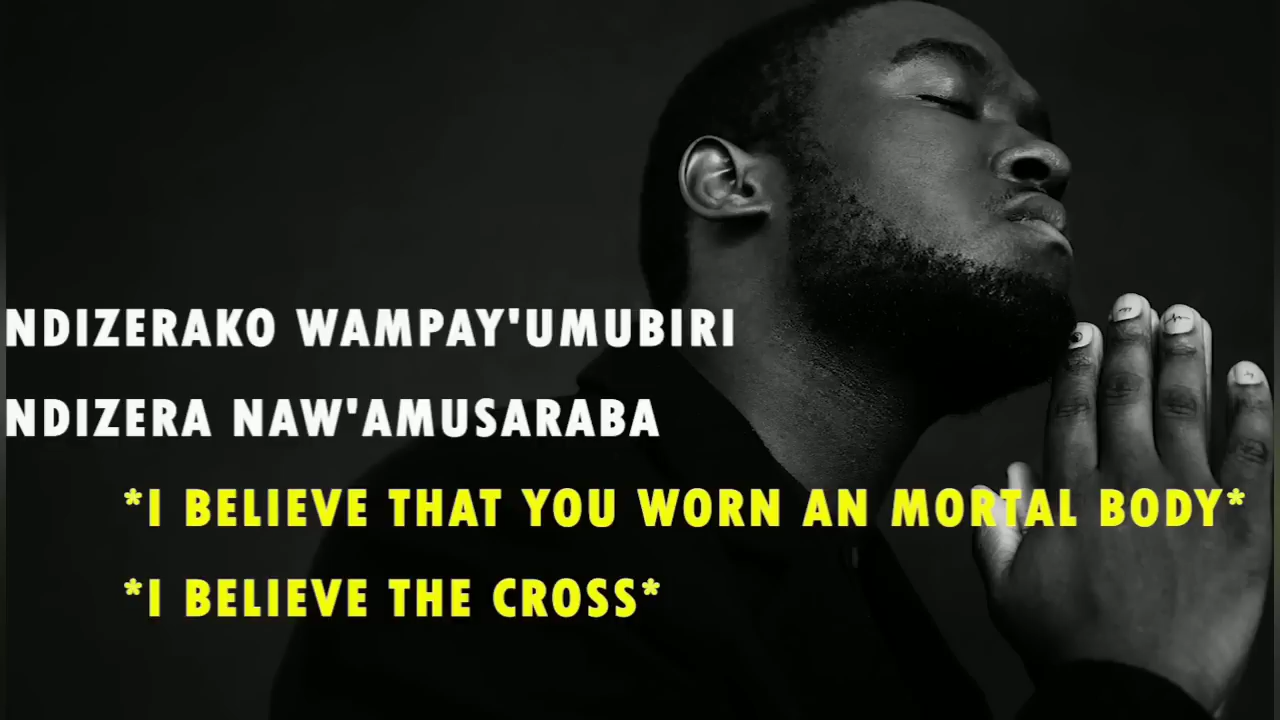 NDIZERAKO WAMPAY'UMUBIRI
NDIZERA NAW'AMUSARABA
*I BELIEVE THAT YOU WORN AN MORTAL BODY*
*I BELIEVE THE CROSS*